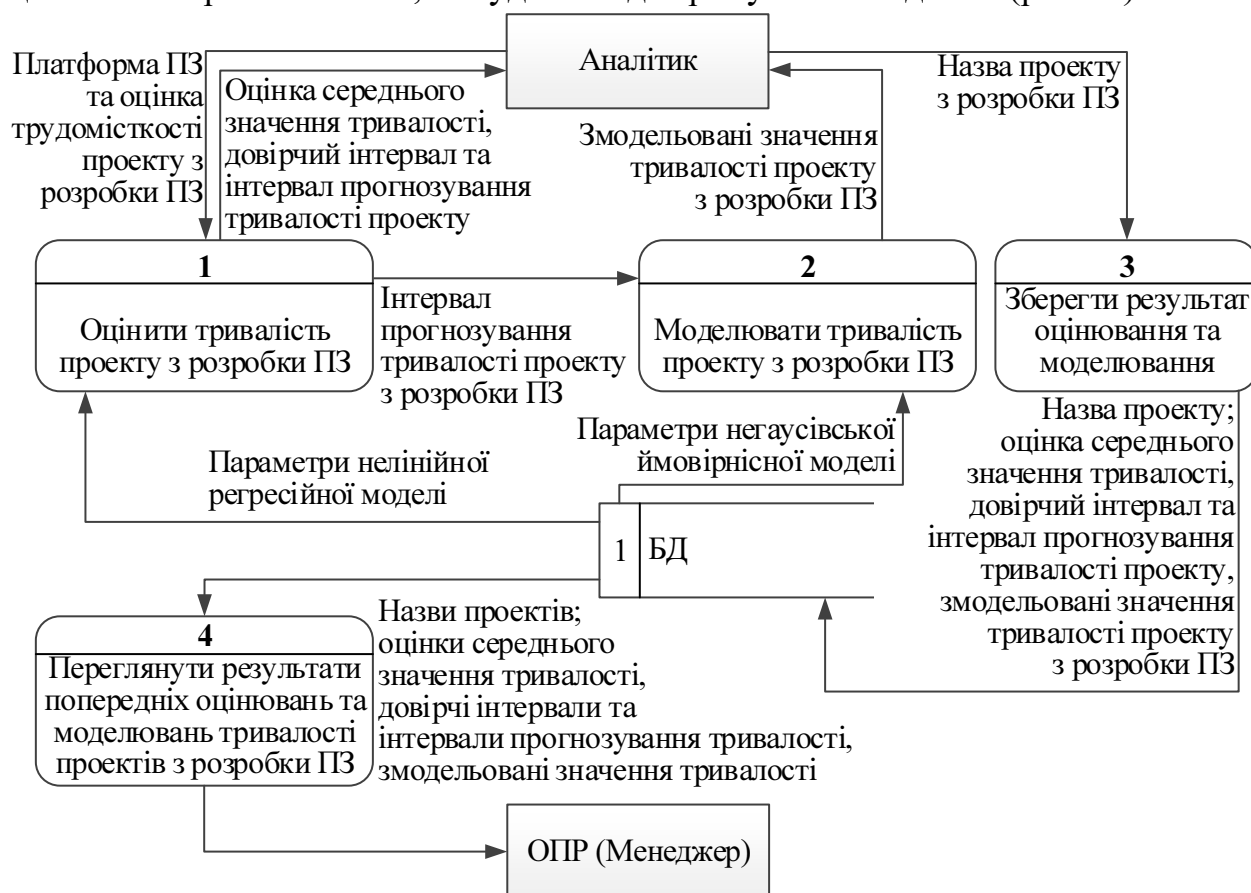 Аналітик
Платформа ПЗ
та оцінка
трудомісткості
проекту з
розробки ПЗ
Оцінка середнього
значення тривалості,
довірчий інтервал та
інтервал прогнозування
тривалості проекту
Змодельовані значення
тривалості проекту
з розробки ПЗ
Назва проекту
з розробки ПЗ
1
Оцінити тривалість
проекту з розробки ПЗ
Інтервал
прогнозування
тривалості проекту
з розробки ПЗ
2
Моделювати тривалість
проекту з розробки ПЗ
3
Зберегти результат
оцінювання та
моделювання
Параметри нелінійної
регресійної моделі
Параметри негаусівської
ймовірнісної моделі
Назва проекту;
оцінка середнього
значення тривалості,
довірчий інтервал та
інтервал прогнозування
тривалості проекту,
змодельовані значення
тривалості проекту
з розробки ПЗ
1 БД
4
Переглянути результати
попередніх оцінювань та
моделювань тривалості
проектів з розробки ПЗ
Назви проектів;
оцінки середнього
значення тривалості,
довірчі інтервали та
інтервали прогнозування тривалості,
змодельовані значення тривалості
ОПР (Менеджер)